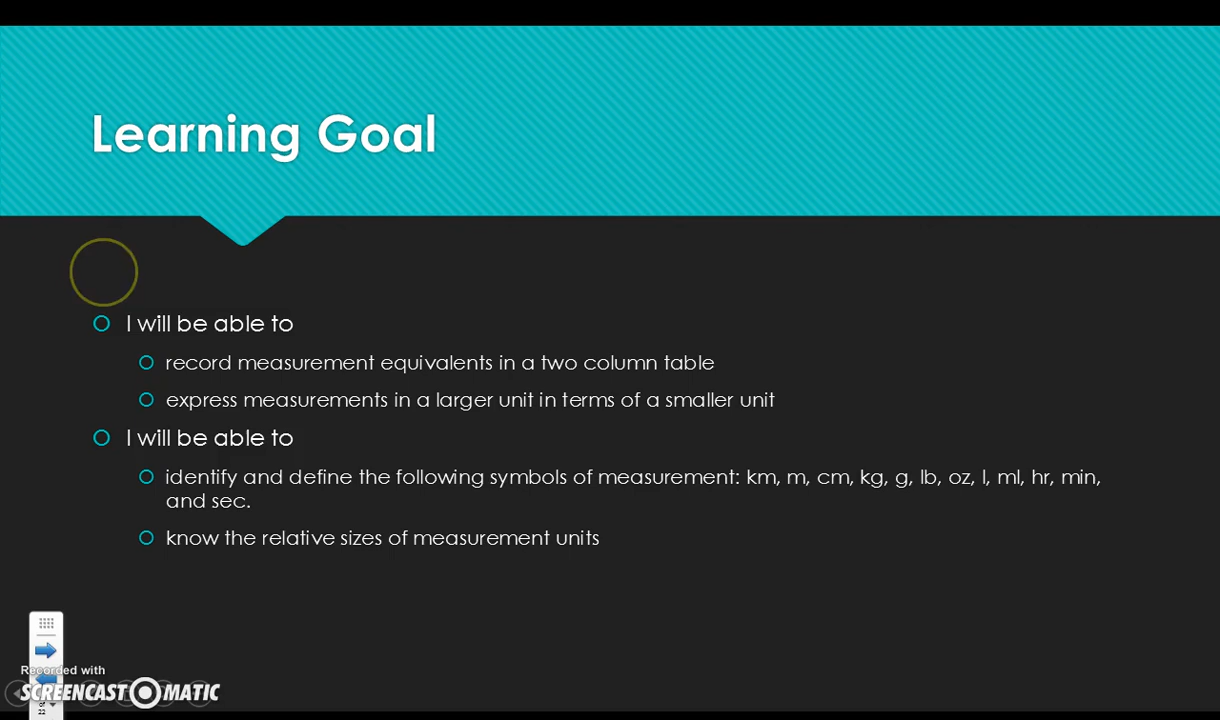 Learning Goal
I will be able to
record measurement equivalents in a two column table
express measurements in a larger unit in terms of a smaller unit
I will be able to
identify and define the following symbols of measurement: km, m, cm, kg, g, lb, oz, l, ml, hr, min,
and sec.
know the relative sizes of measurement units
Recorded with
SCREENCAST-O-MATIC
of
22